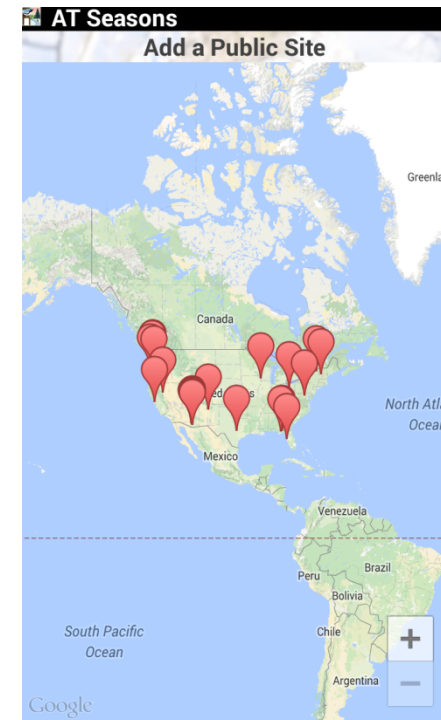 AT Seasons
Add a Public Site
Greenla
Canada
North Atl
Ocea
Mexico
Venezuela
Peru
Brazil
Bolivia
South Pacific
Ocean
Chile
Argentina
Google
+
−